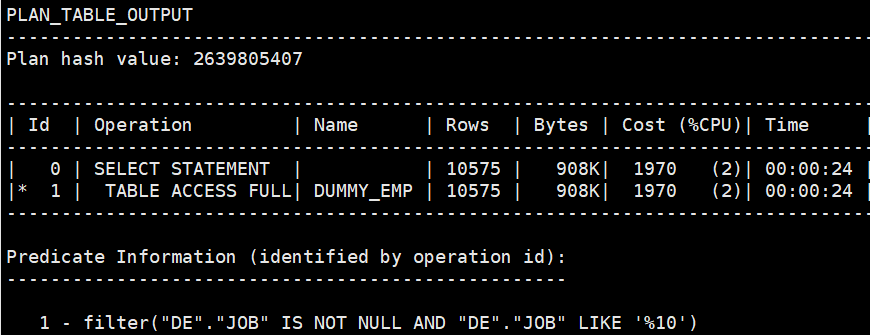 PLAN_TABLE_OUTPUT
--------------------------------------------------------------------------------
Plan hash value: 2639805407
--------------------------------------------------------------------------------
| Id  | Operation         | Name      | Rows  | Bytes | Cost (%CPU)| Time     |
--------------------------------------------------------------------------------
|   0 | SELECT STATEMENT  |           | 10575 |   908K|  1970   (2)| 00:00:24 |
|*  1 |  TABLE ACCESS FULL| DUMMY_EMP | 10575 |   908K|  1970   (2)| 00:00:24 |
--------------------------------------------------------------------------------
Predicate Information (identified by operation id):
---------------------------------------------------
1 - filter("DE"."JOB" IS NOT NULL AND "DE"."JOB" LIKE '%10')